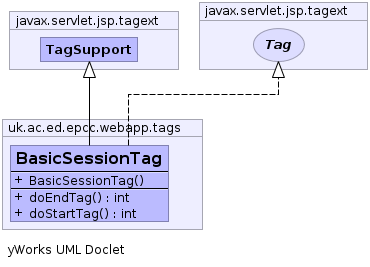 javax.servlet.jsp.tagext
TagSupport
javax.servlet.jsp.tagext
Tag
uk.ac.ed.epcc.webapp.tags
BasicSessionTag
+ BasicSessionTag()
+ doEndTag() : int
+ doStartTag() : int
yWorks UML Doclet